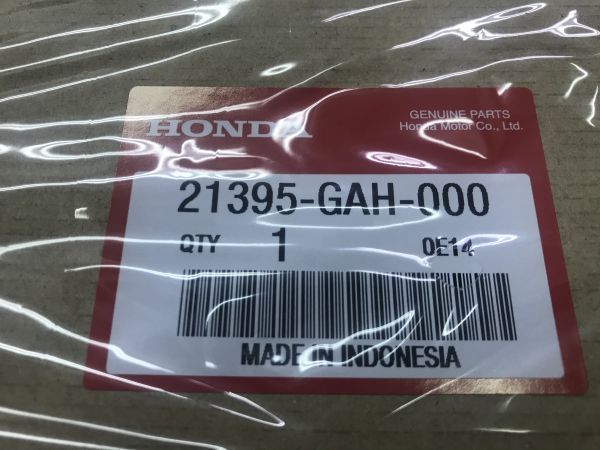 HONDA
GENUINE PARTS
Honda Motor Co., Ltd.
21395-GAH-000
QTY 1 0E14
MADE IN INDONESIA